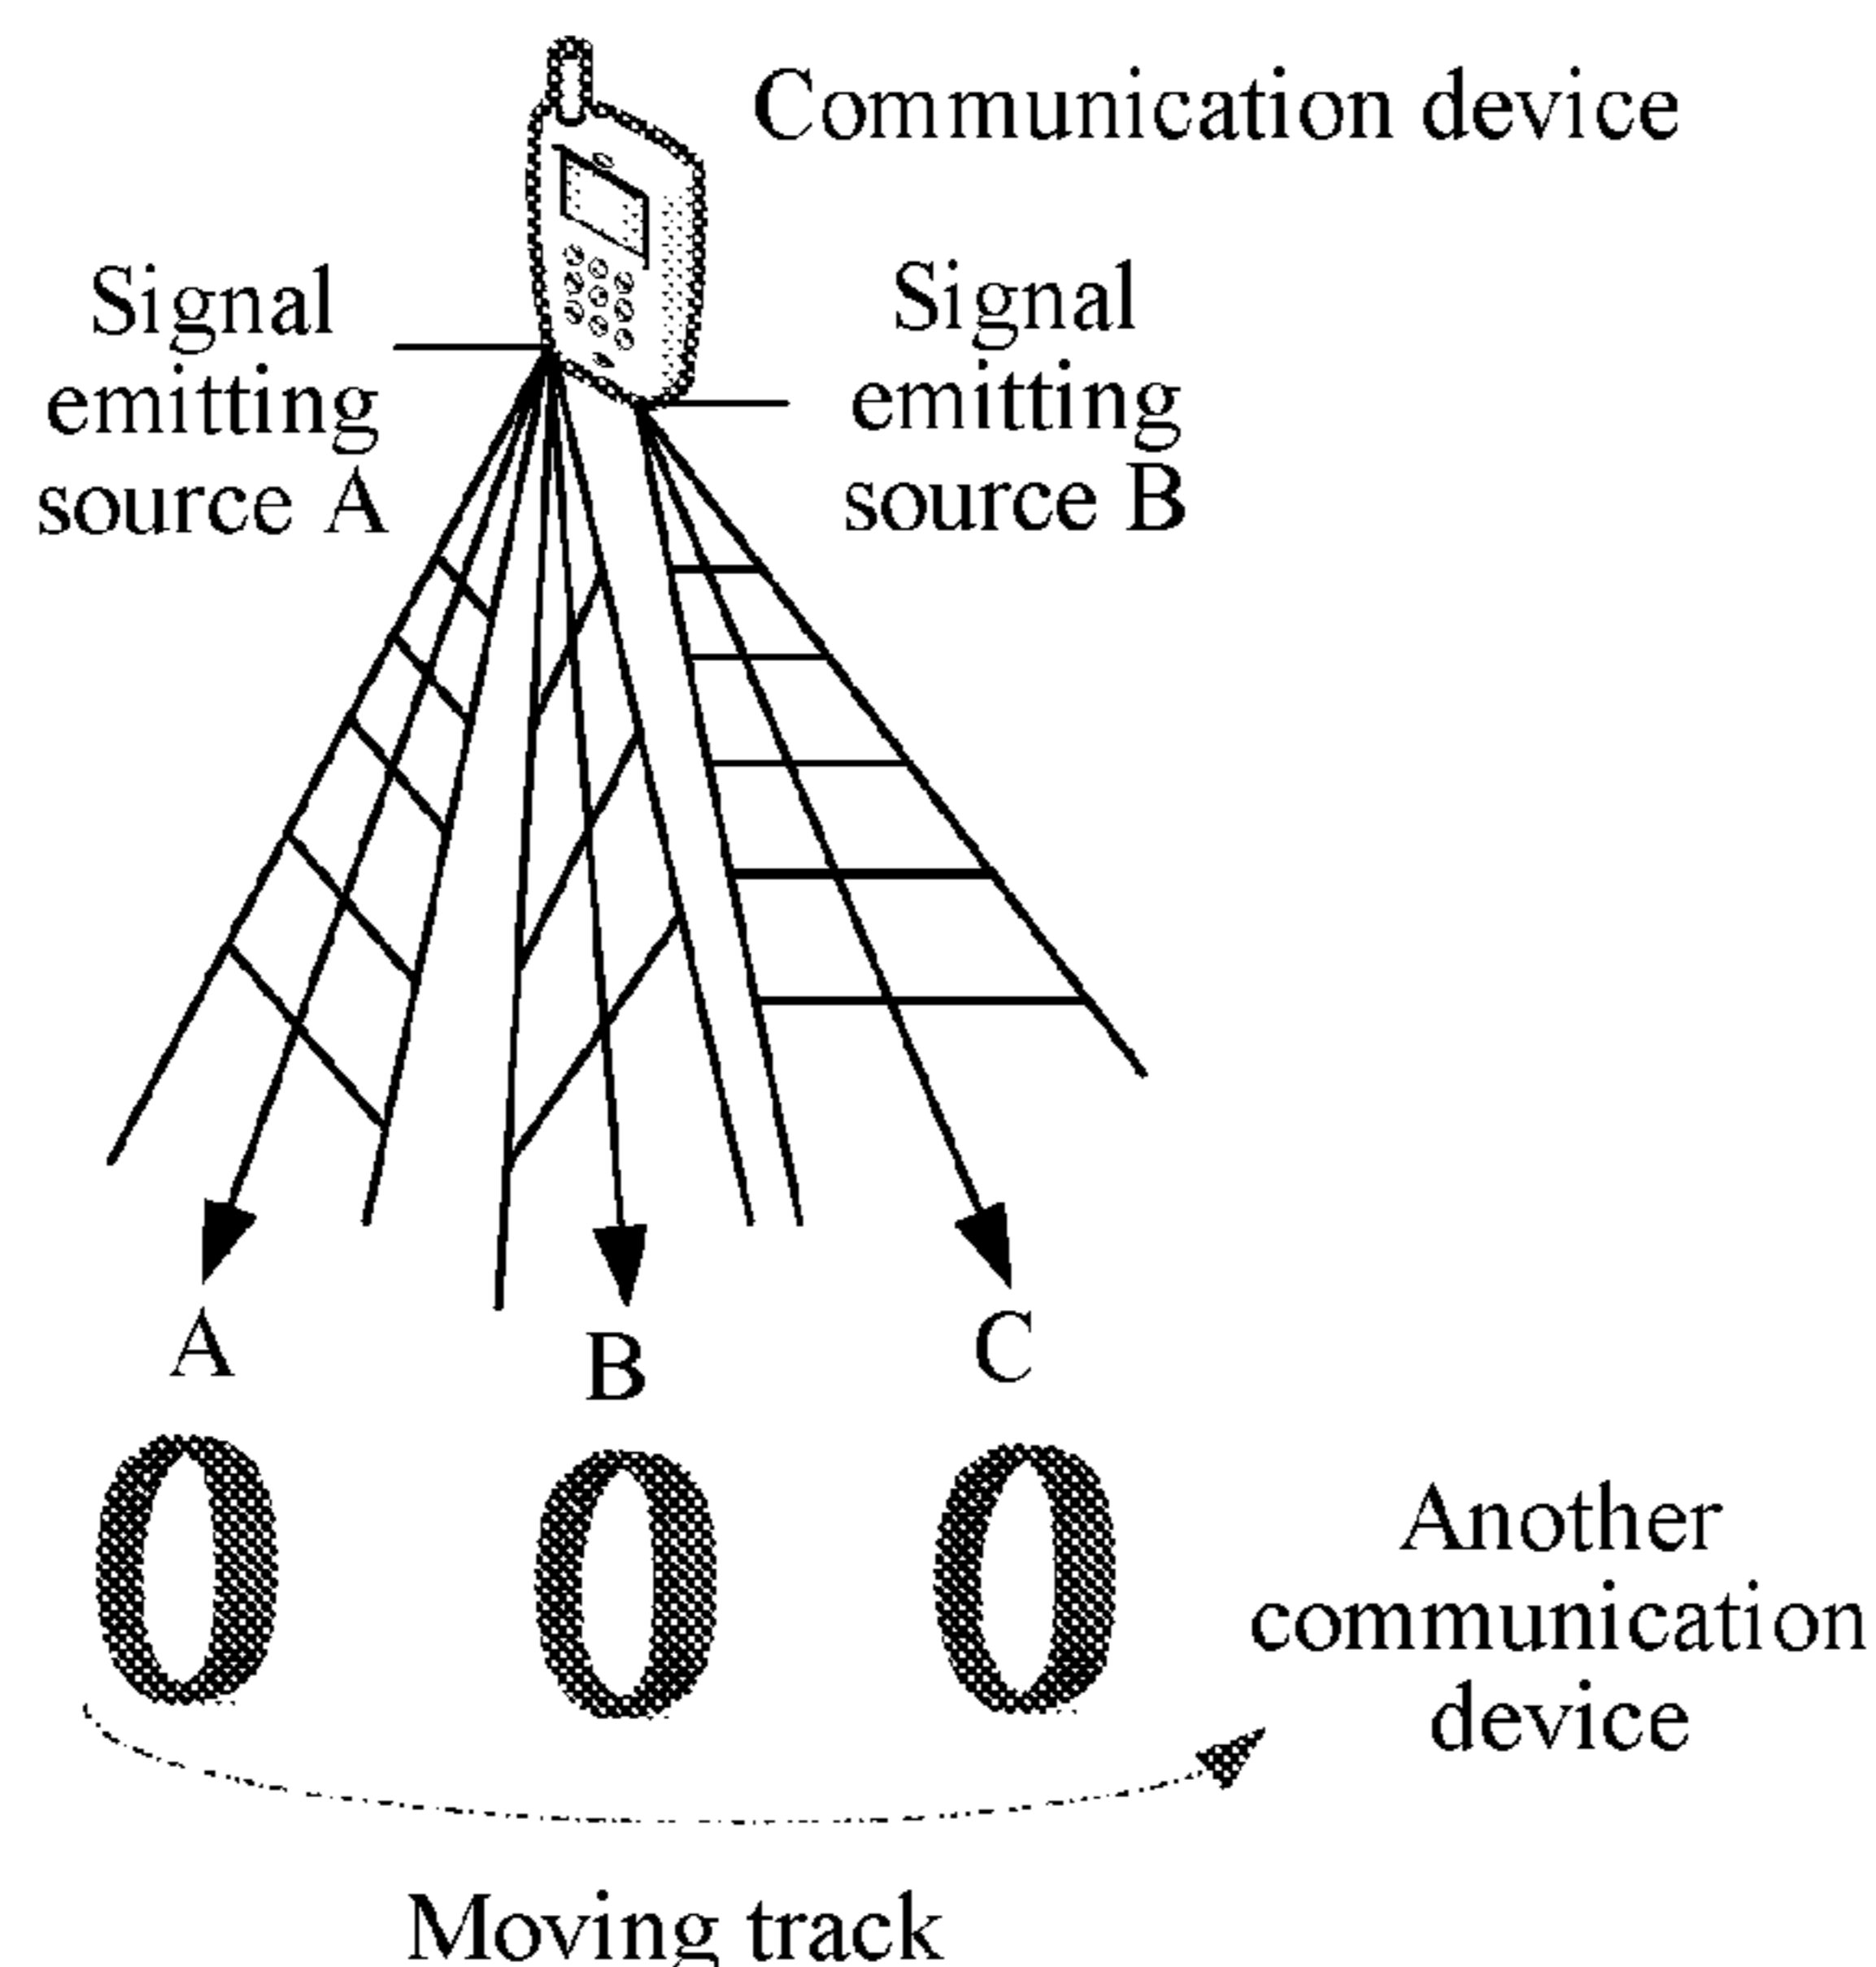 Communication device
Signal
emitting
source A
Signal
emitting
source B
A
B
C
Another
communication
device
Moving track